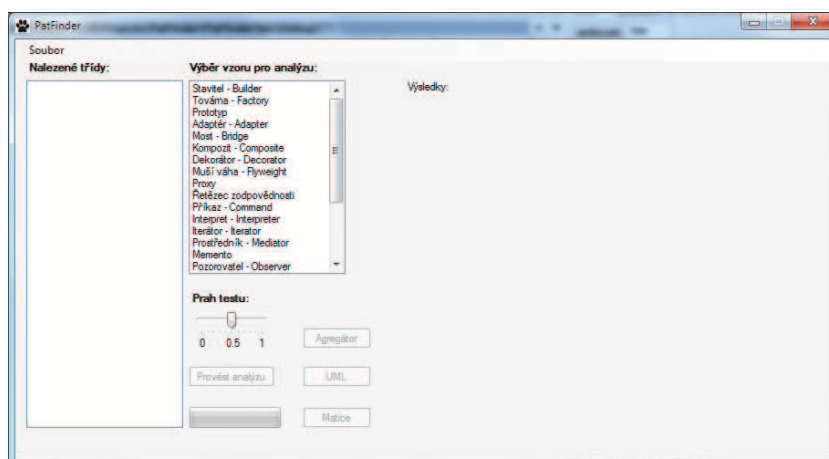 PatFinder
Soubor
Nalezené třídy:
Výběr vzoru pro analýzu:
Stavitel - Builder
Továrna - Factory
Prototyp
Adaptér - Adapter
Most - Bridge
Kompozit - Composite
Dekorátor - Decorator
Muší váha - Flyweight
Proxy
Řetězec zodpovědnosti
Příkaz - Command
Interpret - Interpreter
Iterátor - Iterator
Prostředník - Mediator
Memento
Pozorovatel - Observer
Výsledky:
Prah testu:
0 0.5 1
Agregátor
Provést analýzu
UML
Matice